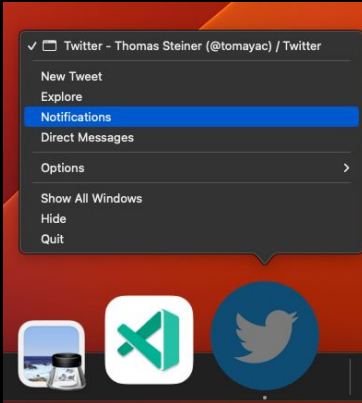 Twitter - Thomas Steiner (@tomayac) / Twitter
New Tweet
Explore
Notifications
Direct Messages
Options
Show All Windows
Hide
Quit